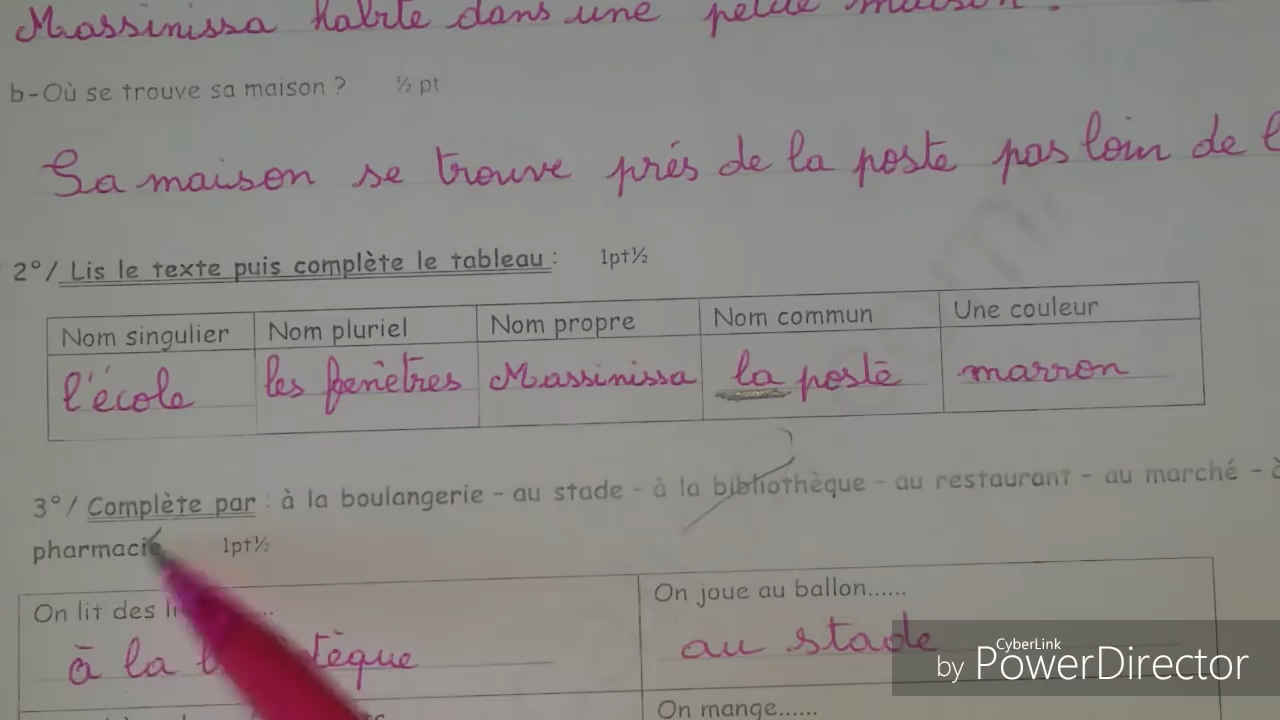 Massinissa habite dans une petite maison.
b-Où se trouve sa maison ? ½ pt
Sa maison se trouve prés de la poste pas loin de l
2°/ Lis le texte puis complète le tableau : 1pt½
Nom singulier Nom pluriel Nom propre Nom commun Une couleur
l'école les fenêtres Massinissa la poste marron
3°/ Complète par : à la boulangerie - au stade - à la bibliothèque - au restaurant - au marché - à
pharmacie 1pt½
On lit des On joue au ballon......
à la au stade
On mange......
CyberLink
by PowerDirector